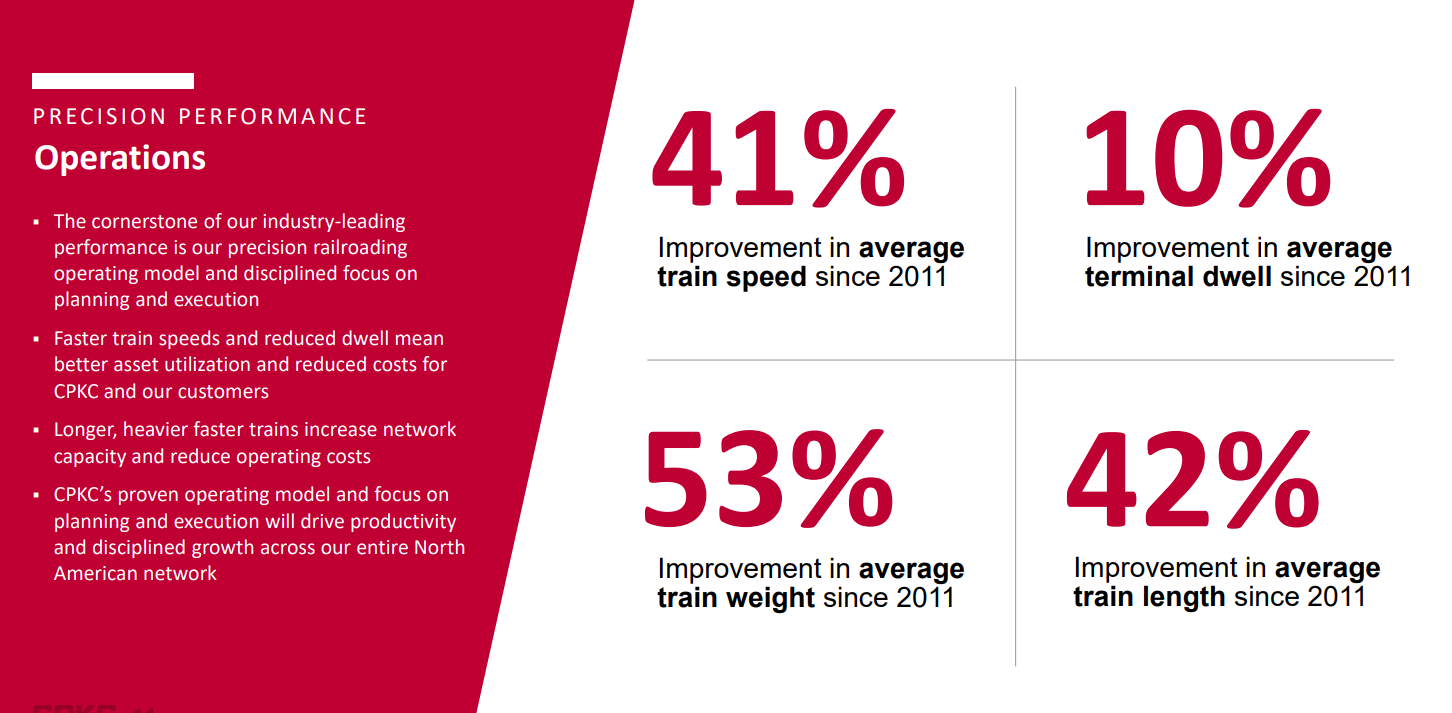 PRECISION PERFORMANCE
Operations
▪ The cornerstone of our industry-leading
performance is our precision railroading
operating model and disciplined focus on
planning and execution
▪ Faster train speeds and reduced dwell mean
better asset utilization and reduced costs for
CPKC and our customers
▪ Longer, heavier faster trains increase network
capacity and reduce operating costs
▪ CPKC’s proven operating model and focus on
planning and execution will drive productivity
and disciplined growth across our entire North
American network
41%
Improvement in average
train speed since 2011
10%
Improvement in average
terminal dwell since 2011
53%
Improvement in average
train weight since 2011
42%
Improvement in average
train length since 2011